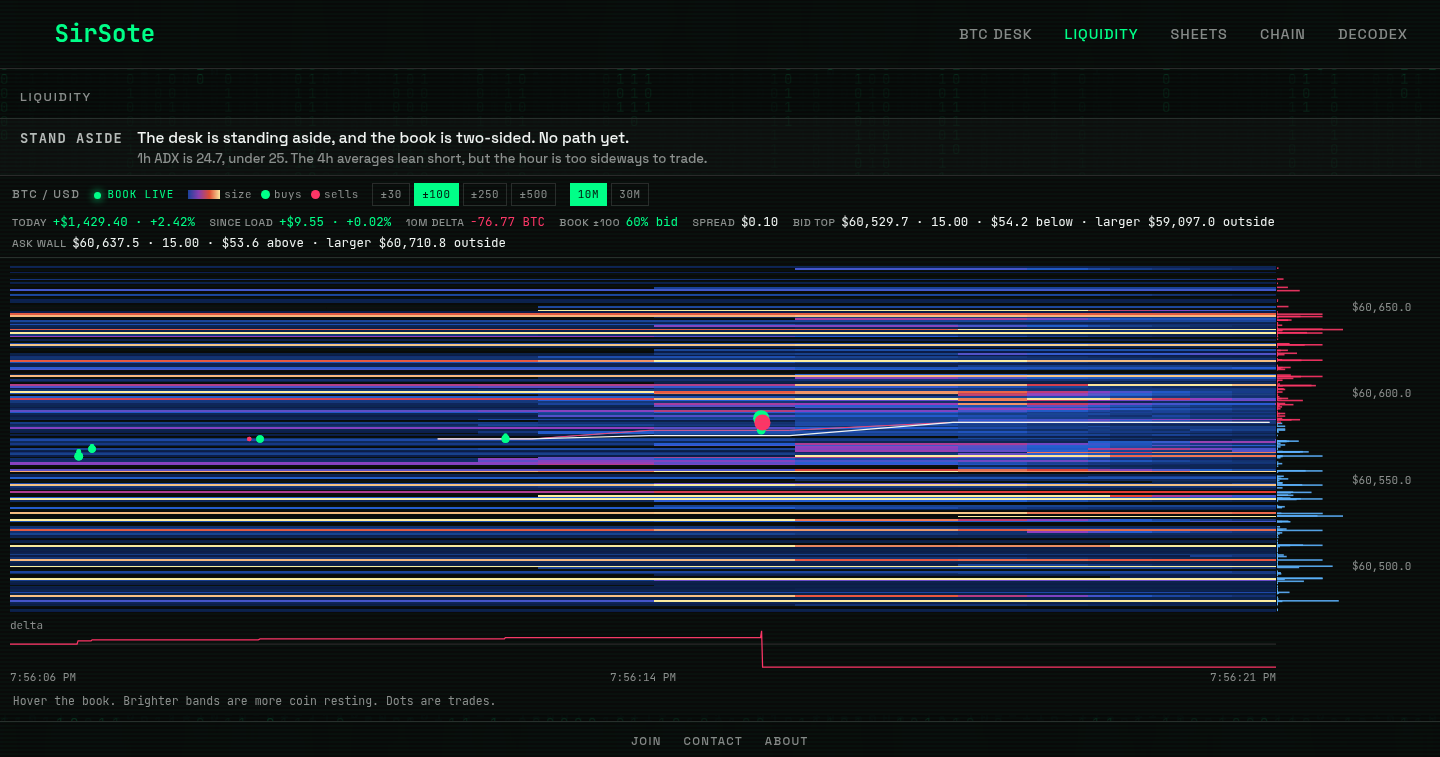 SirSote
BTC DESK LIQUIDITY SHEETS CHAIN DECODEX
LIQUIDITY
STAND ASIDE The desk is standing aside, and the book is two-sided. No path yet.
1h ADX is 24.7, under 25. The 4h averages lean short, but the hour is too sideways to trade.
BTC / USD BOOK LIVE size buys sells ±30 ±100 ±250 ±500 10M 30M
TODAY +$1,429.40 · +2.42% SINCE LOAD +$9.55 · +0.02% 10M DELTA -76.77 BTC BOOK ±100 60% bid SPREAD $0.10 BID TOP $60,529.7 · 15.00 · $54.2 below · larger $59,097.0 outside
ASK WALL $60,637.5 · 15.00 · $53.6 above · larger $60,710.8 outside
$60,650.0
$60,600.0
$60,550.0
$60,500.0
delta
7:56:06 PM 7:56:14 PM 7:56:21 PM
Hover the book. Brighter bands are more coin resting. Dots are trades.
JOIN CONTACT ABOUT